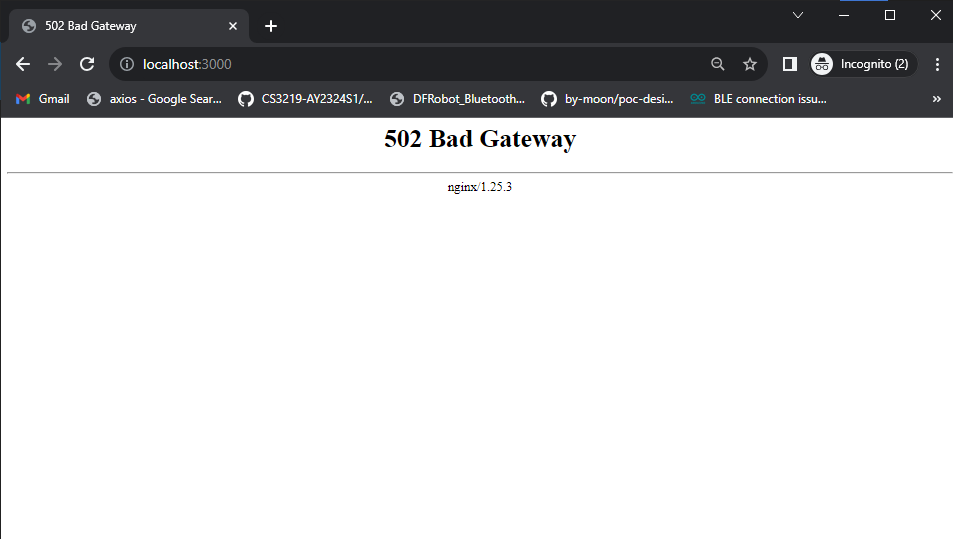 502 Bad Gateway
localhost:3000
Incognito (2)
Gmail
axios - Google Sear...
CS3219-AY2324S1/...
DFRobot_Bluetooth...
by-moon/poc-desi...
BLE connection issu...
502 Bad Gateway
nginx/1.25.3